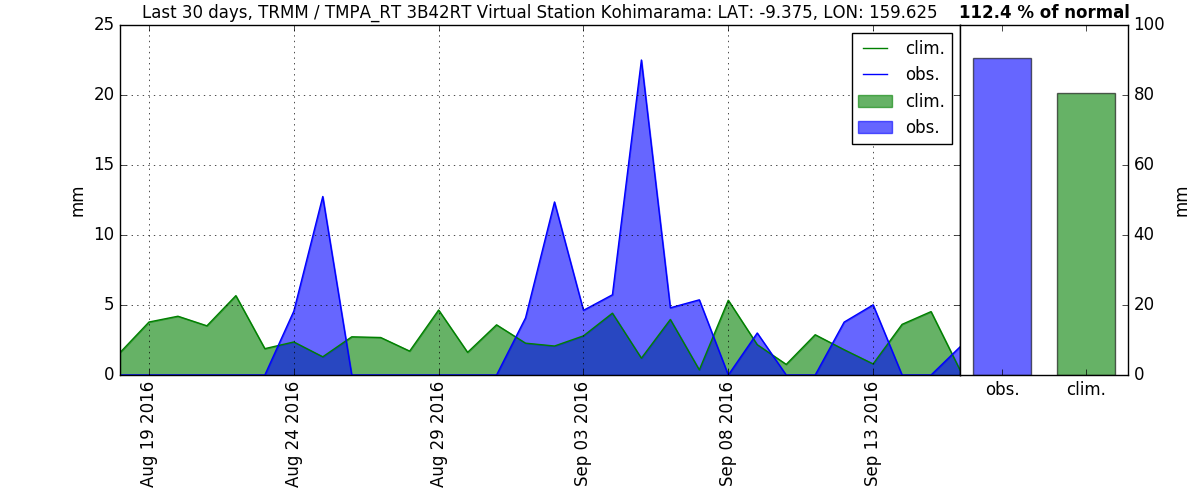 Last 30 days, TRMM / TMPA_RT 3B42RT Virtual Station Kohimarama: LAT: -9.375, LON: 159.625
112.4 % of normal
25
20
15
10
5
0
mm
clim.
obs.
clim.
obs.
100
80
60
40
20
0
mm
Aug 19 2016
Aug 24 2016
Aug 29 2016
Sep 03 2016
Sep 08 2016
Sep 13 2016
obs.
clim.